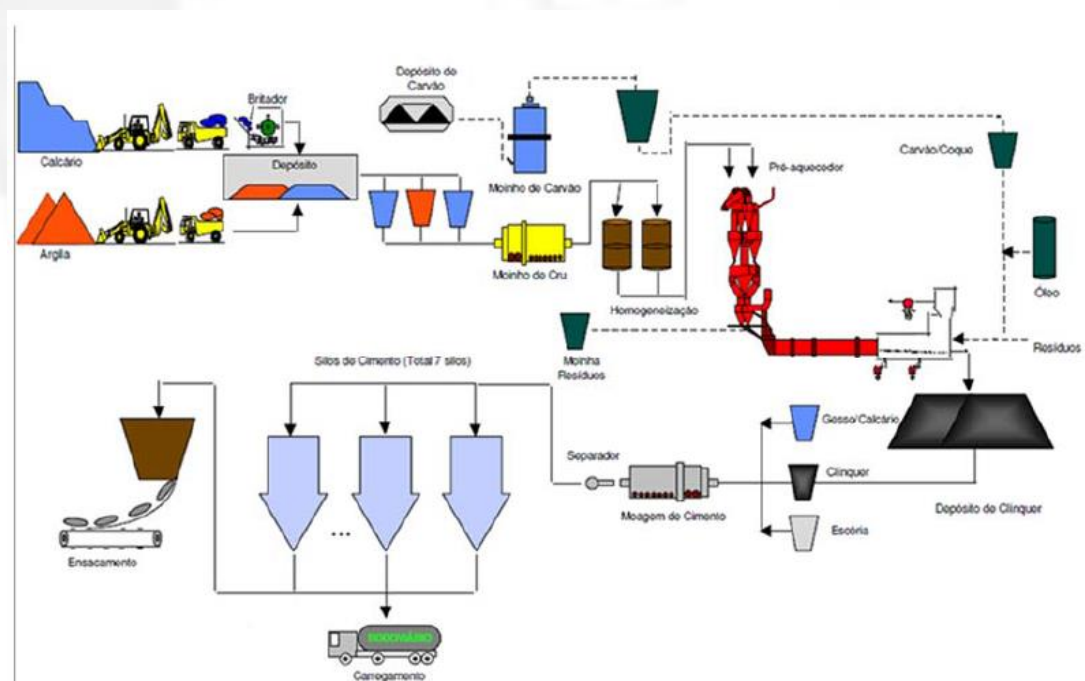 Depósito de
Carvão
Britador
Calcário
Depósito
Carvão/Coque
Pré-aquecedor
Moinho de Carvão
Argila
Moinho de Cru
Homogeneização
Óleo
Moinha
Resíduos
Resíduos
Silos de Cimento (Total 7 silos)
Gesso/Calcário
Separador
Clínquer
Moagem de Cimento
Depósito de Clínquer
Escória
...
Ensacamento
RODOVIÁRIO
Carregamento